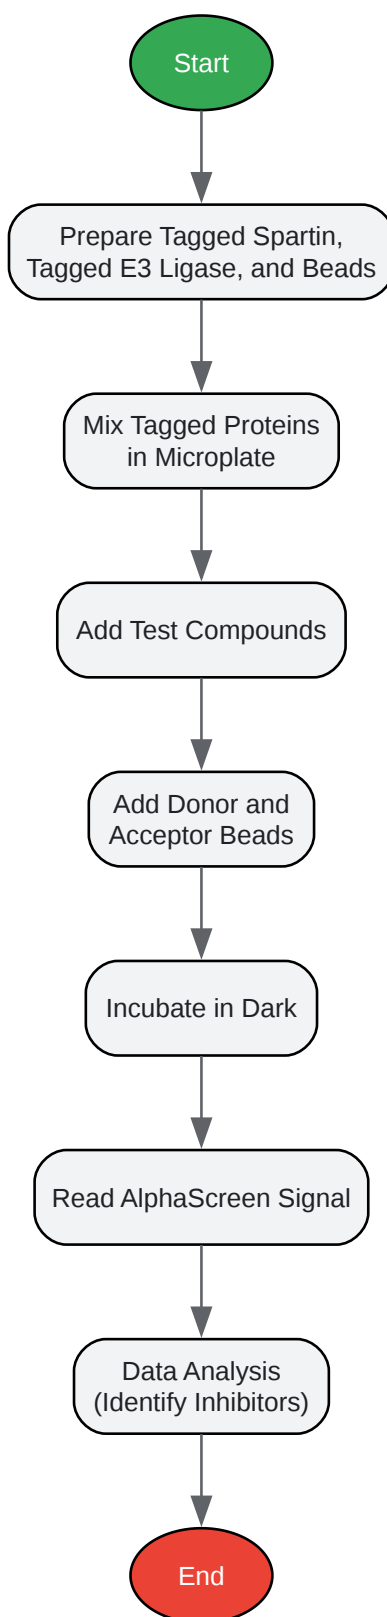 Start
Prepare Tagged Spartin,
Tagged E3 Ligase, and Beads
Mix Tagged Proteins
in Microplate
Add Test Compounds
Add Donor and
Acceptor Beads
Incubate in Dark
Read AlphaScreen Signal
Data Analysis
(Identify Inhibitors)
End